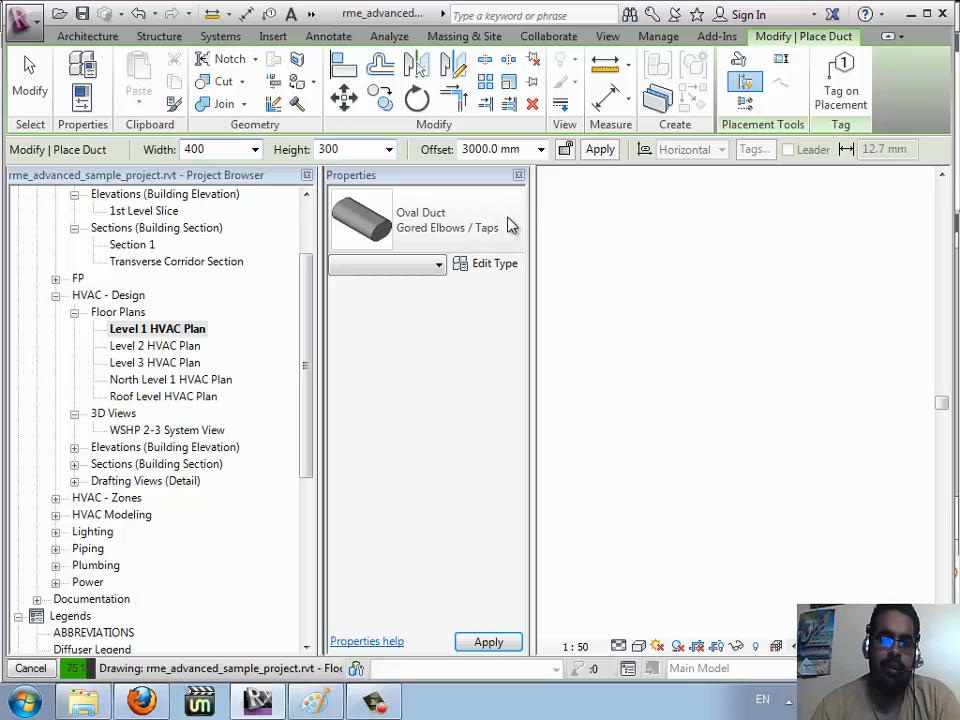 rme_advanced...
Type a keyword or phrase
Sign In
Architecture Structure Systems Insert Annotate Analyze Massing & Site Collaborate View Manage Add-Ins Modify | Place Duct
Modify
Paste
Notch
Cut
Join
Tag on
Placement
Select Properties Clipboard Geometry Modify View Measure Create Placement Tools Tag
Modify | Place Duct Width: 400 Height: 300 Offset: 3000.0 mm Apply Horizontal Tags... Leader 12.7 mm
rme_advanced_sample_project.rvt - Project Browser
Elevations (Building Elevation)
1st Level Slice
Sections (Building Section)
Section 1
Transverse Corridor Section
FP
HVAC - Design
Floor Plans
Level 1 HVAC Plan
Level 2 HVAC Plan
Level 3 HVAC Plan
North Level 1 HVAC Plan
Roof Level HVAC Plan
3D Views
WSHP 2-3 System View
Elevations (Building Elevation)
Sections (Building Section)
Drafting Views (Detail)
HVAC - Zones
HVAC Modeling
Lighting
Piping
Plumbing
Power
Documentation
Legends
ABBREVIATIONS
Diffuser Legend
Properties
Oval Duct
Gored Elbows / Taps
Edit Type
Properties help
Apply
1 : 50
Cancel 75 % Drawing: rme_advanced_sample_project.rvt - Floo
:0 Main Model
EN